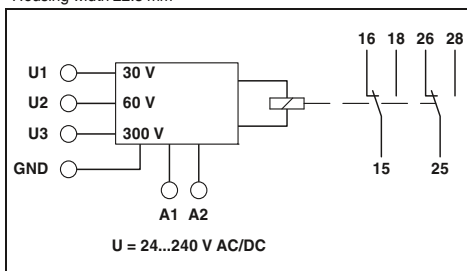 Housing width 22.5 mm
16 18 26 28
U1 30 V
U2 60 V
U3 300 V
GND
15 25
A1 A2
U = 24...240 V AC/DC